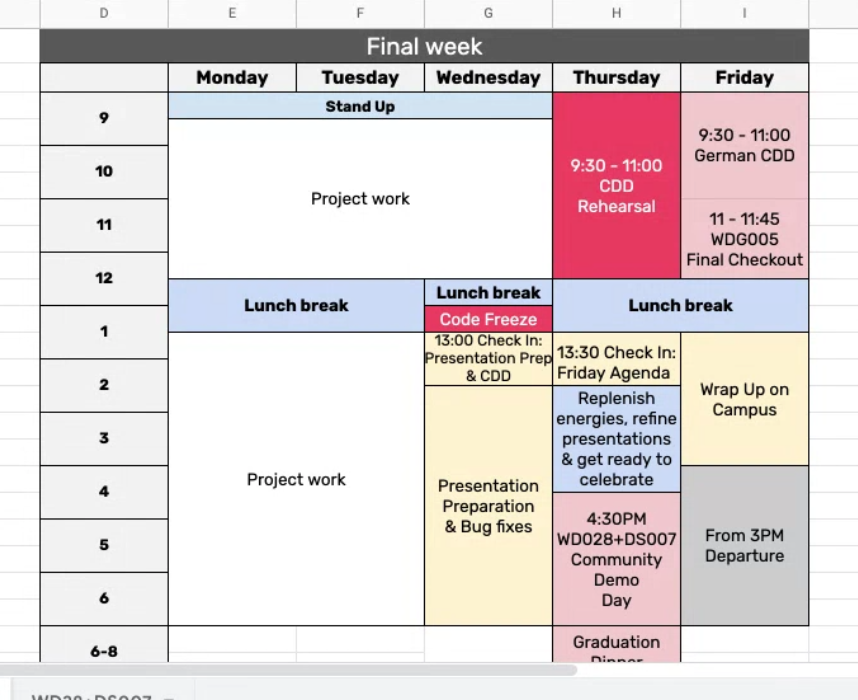 D E F G H I
Final week
Monday Tuesday Wednesday Thursday Friday
9
Stand Up
10
Project work
9:30 - 11:00
CDD
Rehearsal
9:30 - 11:00
German CDD
11
11 - 11:45
WDG005
Final Checkout
12
Lunch break
Lunch break
Code Freeze
Lunch break
1
13:00 Check In:
Presentation Prep
& CDD
13:30 Check In:
Friday Agenda
Wrap Up on
Campus
2
Replenish
energies, refine
presentations
& get ready to
celebrate
3
Project work
Presentation
Preparation
& Bug fixes
4
4:30PM
WD028+DS007
Community
Demo
Day
From 3PM
Departure
5
6
6-8
Graduation
Dinner
WD28+DS007